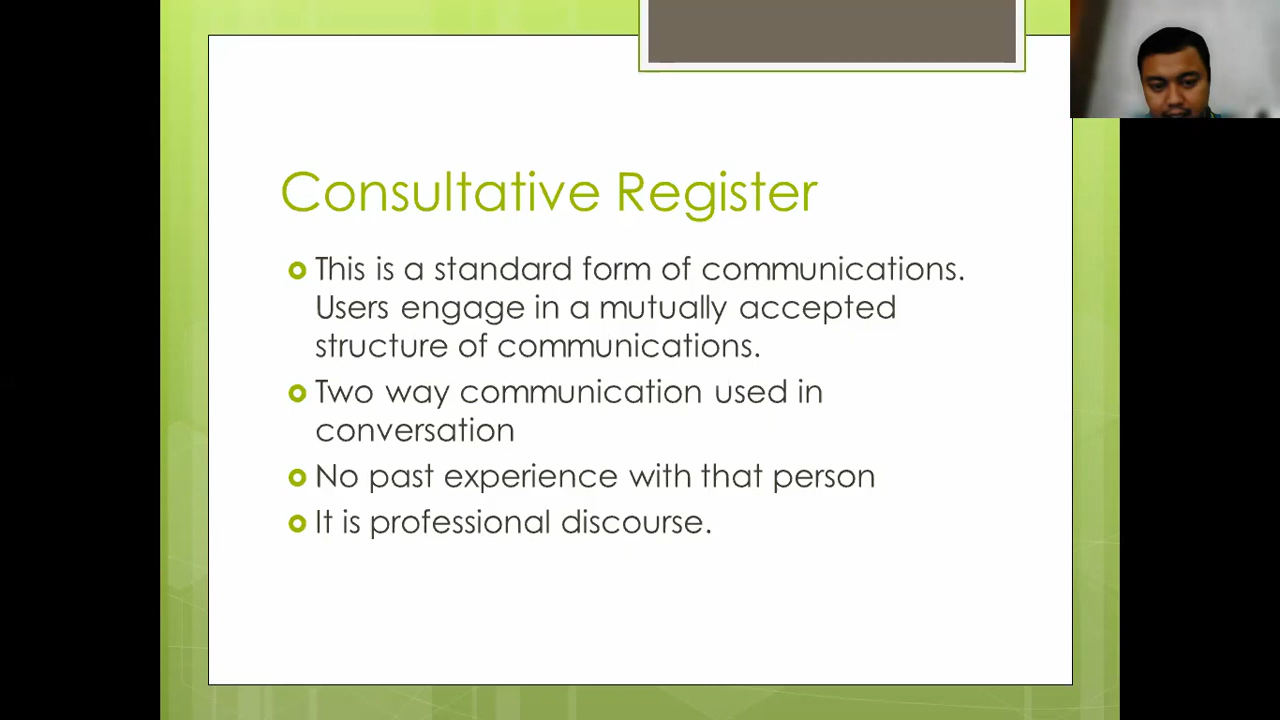 Consultative Register
This is a standard form of communications.
Users engage in a mutually accepted
structure of communications.
Two way communication used in
conversation
No past experience with that person
It is professional discourse.